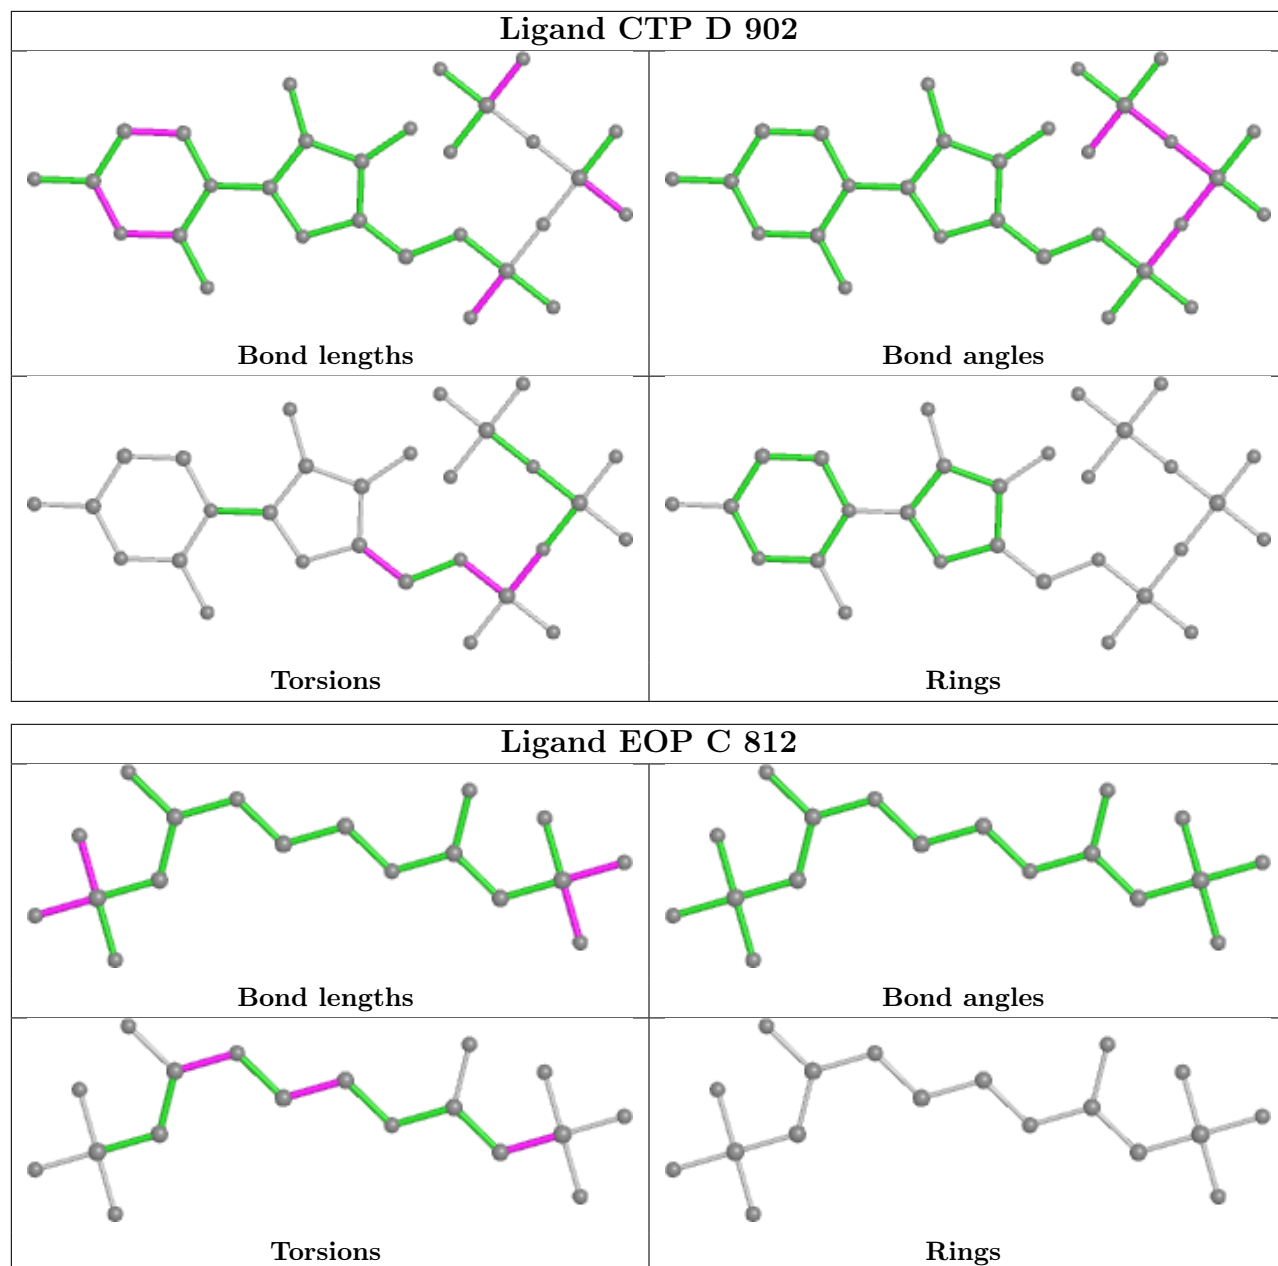 Ligand CTP D 902
Bond lengths
Bond angles
Torsions
Rings
Ligand EOP C 812
Bond lengths
Bond angles
Torsions
Rings